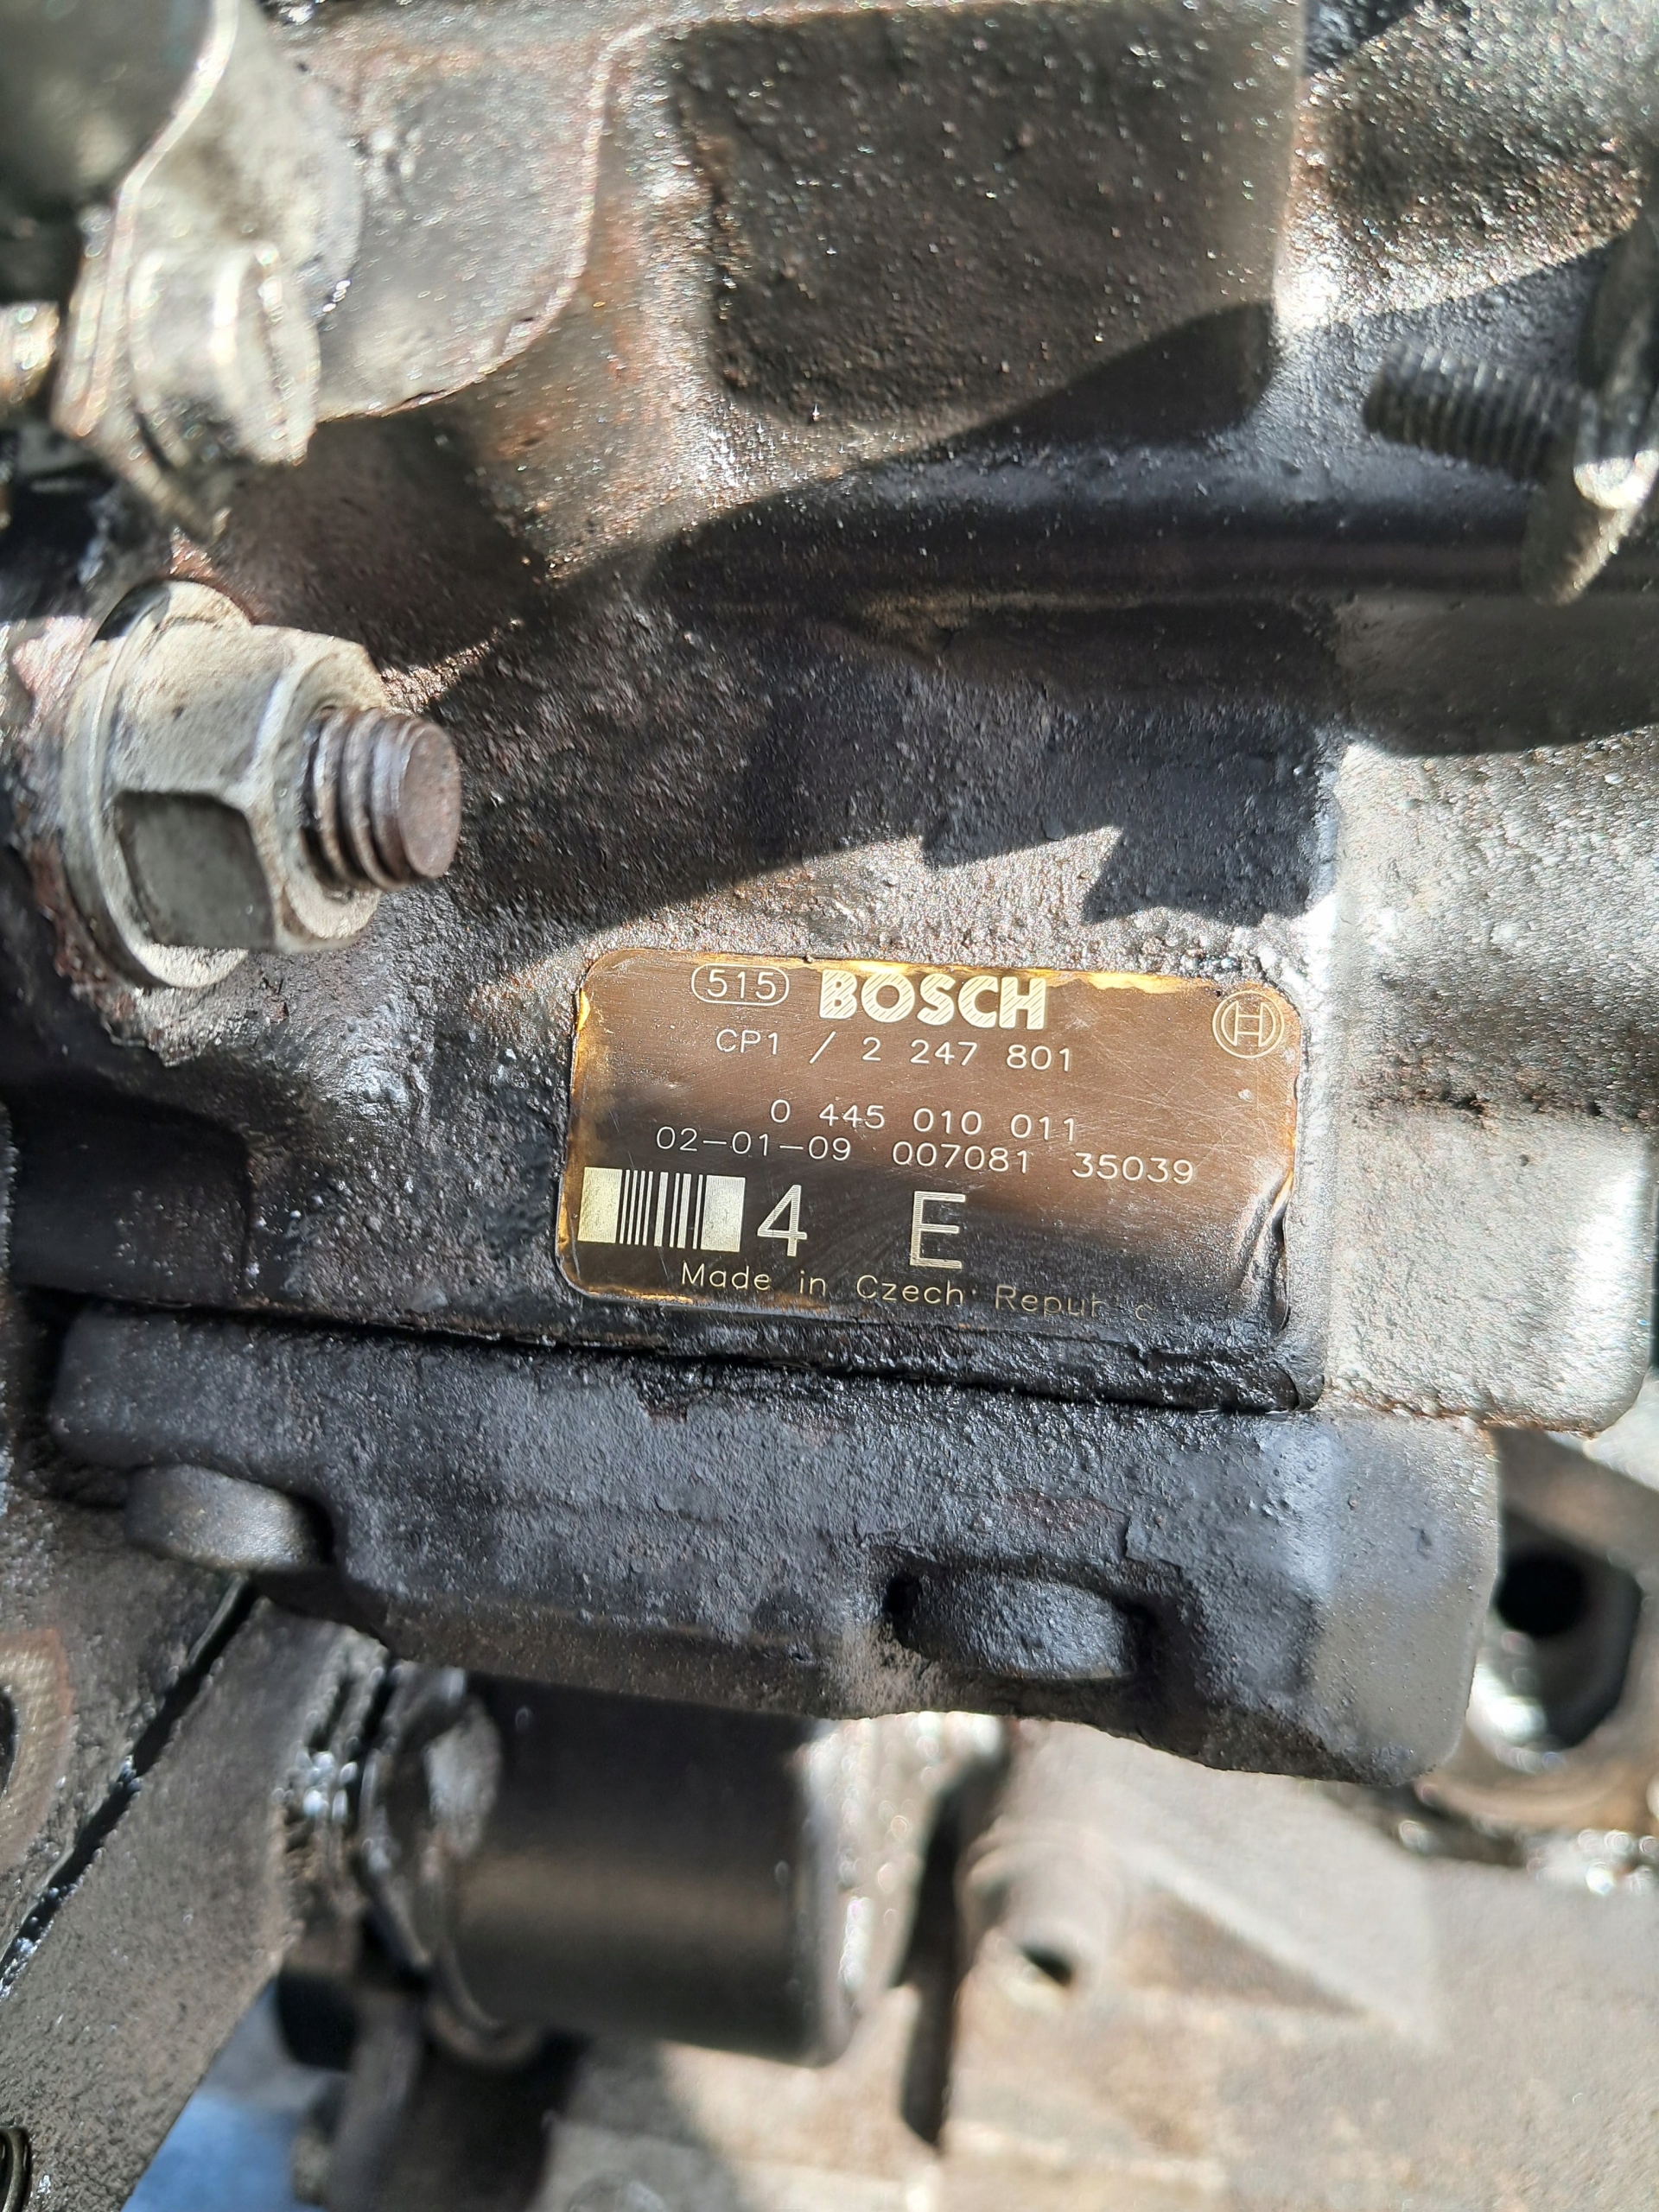 515 BOSCH
CP1 / 2 247 801
0 445 010 011
02-01-09 007081 35039
4 E
Made in Czech